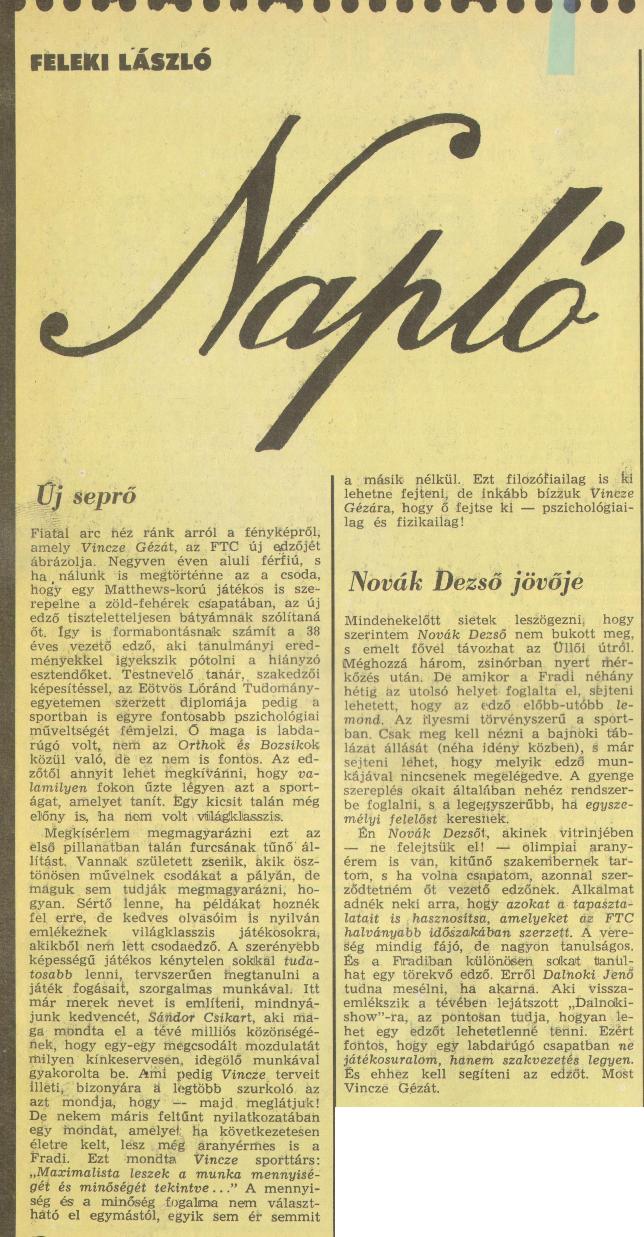 FELEKI LÁSZLÓ
Napló
Új seprő
Fiatal arc néz ránk arról a fényképről,
amely Vincze Gézát, az FTC új edzőjét
ábrázolja. Negyven éven aluli férfiú, s
ha nálunk is megtörténne az a csoda,
hogy egy Matthews-korú játékos is sze-
repelne a zöld-fehérek csapatában, az új
edző tiszteletteljesen bátyámnak szólítaná
őt. Így is formabontásnak számít a 38
éves vezető edző, aki tanulmányi ered-
ményekkel igyekszik pótolni a hiányzó
esztendőket. Testnevelő tanár, szakedzői
képesítéssel, az Eötvös Lóránd Tudomány-
egyetemen szerzett diplomája pedig a
sportban is egyre fontosabb pszichológiai
műveltségét fémjelzi. Ő maga is labda-
rúgó volt, nem az Orthok és Bozsikok
közül való, de ez nem is fontos. Az ed-
zőtől annyit lehet megkívánni, hogy va-
lamilyen fokon űzte légyen azt a sport-
ágat, amelyet tanít. Egy kicsit talán még
előny is, ha nem volt világklasszis.
Megkísérlem megmagyarázni ezt az
első pillanatban talán furcsának tűnő ál-
lítást. Vannak született zsenik, akik ösz-
tönösen művelnek csodákat a pályán, de
maguk sem tudják megmagyarázni, ho-
gyan. Sértő lenne, ha példákat hoznék
fel erre, de kedves olvasóim is nyilván
emlékeznek világklasszis játékosokra,
akikből nem lett csodaedző. A szerényebb
képességű játékos kénytelen sokkal tuda-
tosabb lenni, tervszerűen megtanulni a
játék fogásait, szorgalmas munkával. Itt
már merek nevet is említeni, mindnyá-
junk kedvencét, Sándor Csikart, aki ma-
ga mondta el a tévé milliós közönségé-
nek, hogy egy-egy megcsodált mozdulatát
milyen kínkeservesen, idegölő munkával
gyakorolta be. Ami pedig Vincze terveit
illeti, bizonyára a legtöbb szurkoló az
azt mondja, hogy — majd meglátjuk!
De nekem máris feltűnt nyilatkozatában
egy mondat, amelyet ha következetesen
életre kelt, lesz még aranyérmes is a
Fradi. Ezt mondta Vincze sporttárs:
„Maximalista leszek a munka mennyisé-
gét és minőségét tekintve..." A mennyi-
ség és a minőség fogalma nem választ-
ható el egymástól, egyik sem ér semmit
a másik nélkül. Ezt filozófiailag is ki
lehetne fejteni, de inkább bízzuk Vincze
Gézára, hogy ő fejtse ki — pszichológiai-
lag és fizikailag!
Novák Dezső jövője
Mindenekelőtt sietek leszögezni, hogy
szerintem Novák Dezső nem bukott meg,
s emelt fővel távozhat az Üllői útról.
Méghozzá három, zsinórban nyert mér-
kőzés után. De amikor a Fradi néhány
hétig az utolsó helyet foglalta el, sejteni
lehetett, hogy az edző előbb-utóbb le-
mond. Az ilyesmi törvényszerű a sport-
ban. Csak meg kell nézni a bajnoki táb-
lázat állását (néha idény közben), s már
sejteni lehet, hogy melyik edző mun-
kájával nincsenek megelégedve. A gyenge
szereplés okait általában nehéz rendszer-
be foglalni, s a legegyszerűbb, ha egysze-
mélyi felelőst keresnek.
Én Novák Dezsőt, akinek vitrinjében
— ne felejtsük el! — olimpiai arany-
érem is van, kitűnő szakembernek tar-
tom, s ha volna csapatom, azonnal szer-
ződtetném őt vezető edzőnek. Alkalmat
adnék neki arra, hogy azokat a tapaszta-
latait is hasznosítsa, amelyeket az FTC
halványabb időszakában szerzett. A vere-
ség mindig fájó, de nagyon tanulságos.
És a Fradiban különösen sokat tanul-
hat egy törekvő edző. Erről Dalnoki Jenő
tudna mesélni, ha akarna. Aki vissza-
emlékszik a tévében lejátszott „Dalnoki-
show"-ra, az pontosan tudja, hogyan le-
het egy edzőt lehetetlenné tenni. Ezért
fontos, hogy egy labdarúgó csapatban ne
játékosuralom, hanem szakvezetés legyen.
És ehhez kell segíteni az edzőt. Most
Vincze Gézát.